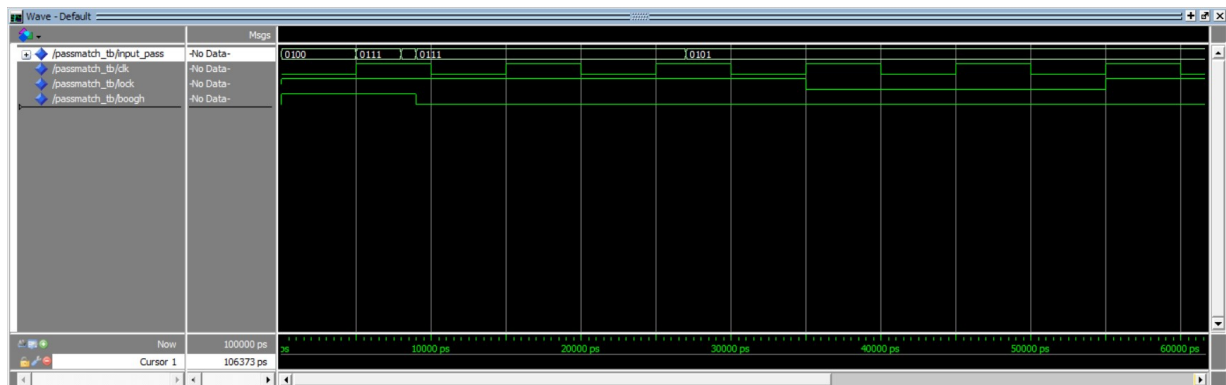 Wave - Default
Msgs
/passmatch_tb/input_pass -No Data- 0100 0111 0111 0101
/passmatch_tb/clk -No Data-
/passmatch_tb/lock -No Data-
/passmatch_tb/boogh -No Data-
Now 100000 ps ps 10000 ps 20000 ps 30000 ps 40000 ps 50000 ps 60000 ps
Cursor 1 106373 ps